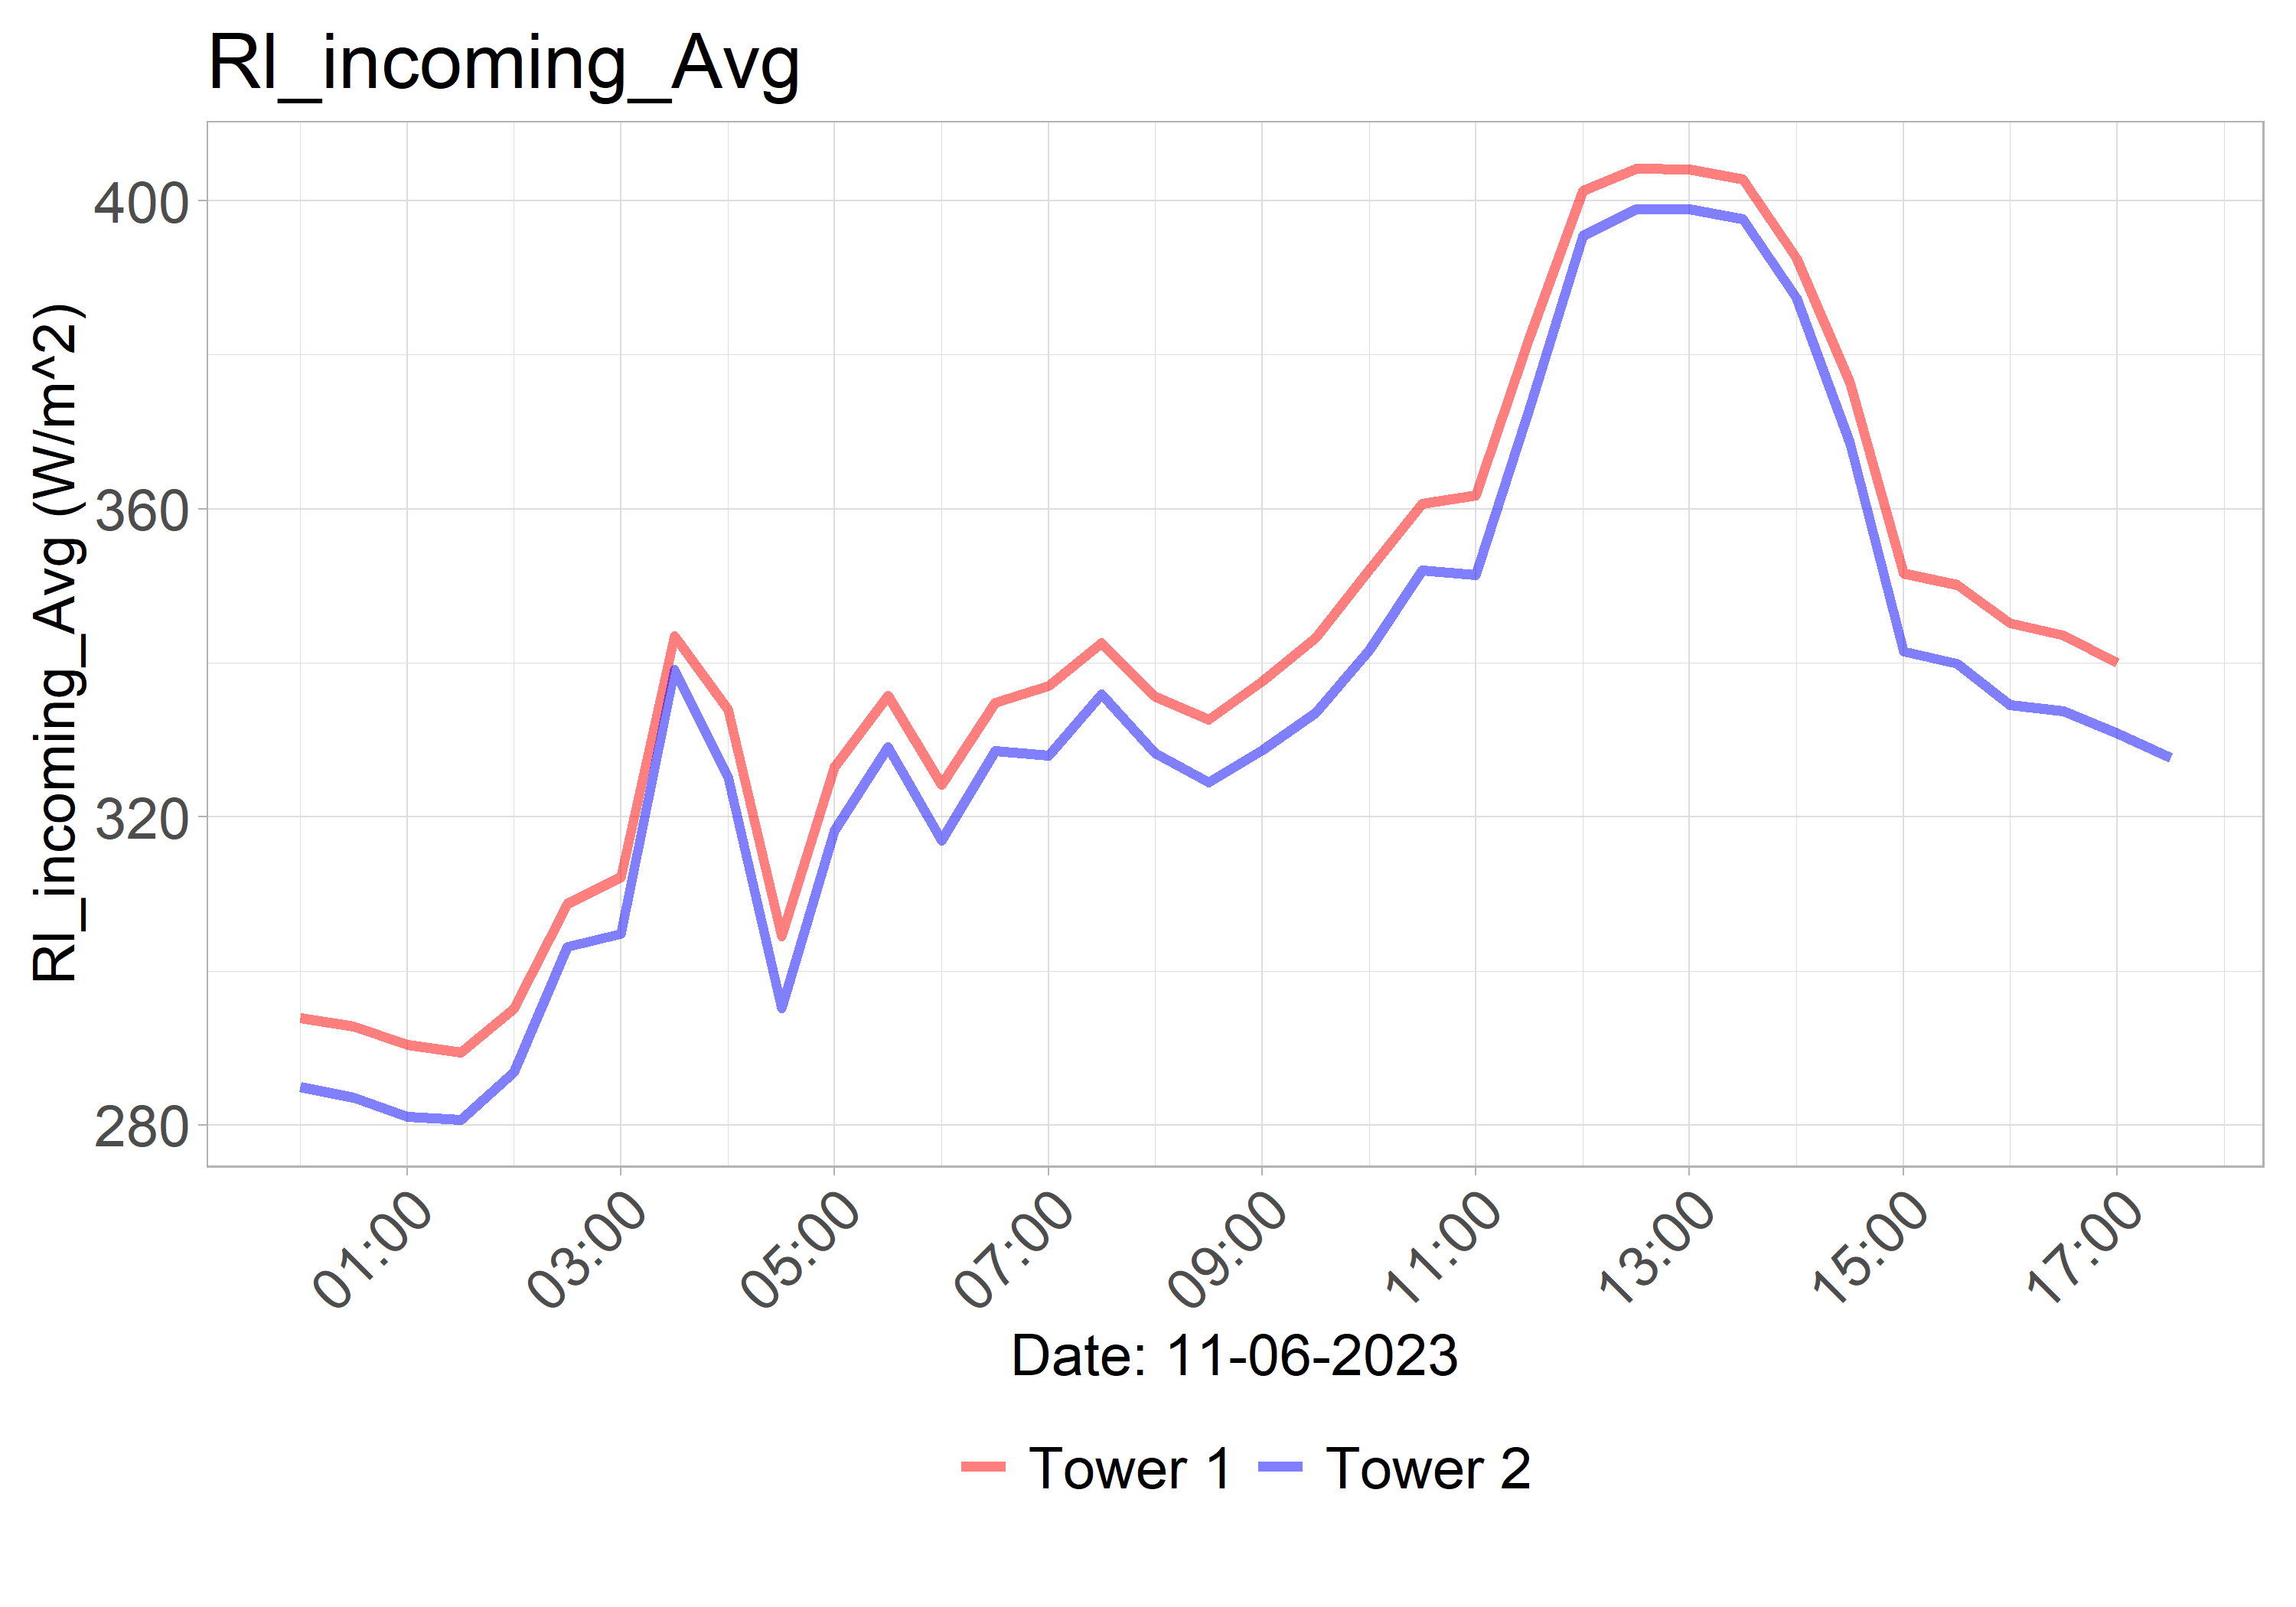 Rl_incoming_Avg
Rl_incoming_Avg (W/m^2)
400
360
320
280
01:00
03:00
05:00
07:00
09:00
11:00
13:00
15:00
17:00
Date: 11-06-2023
Tower 1
Tower 2